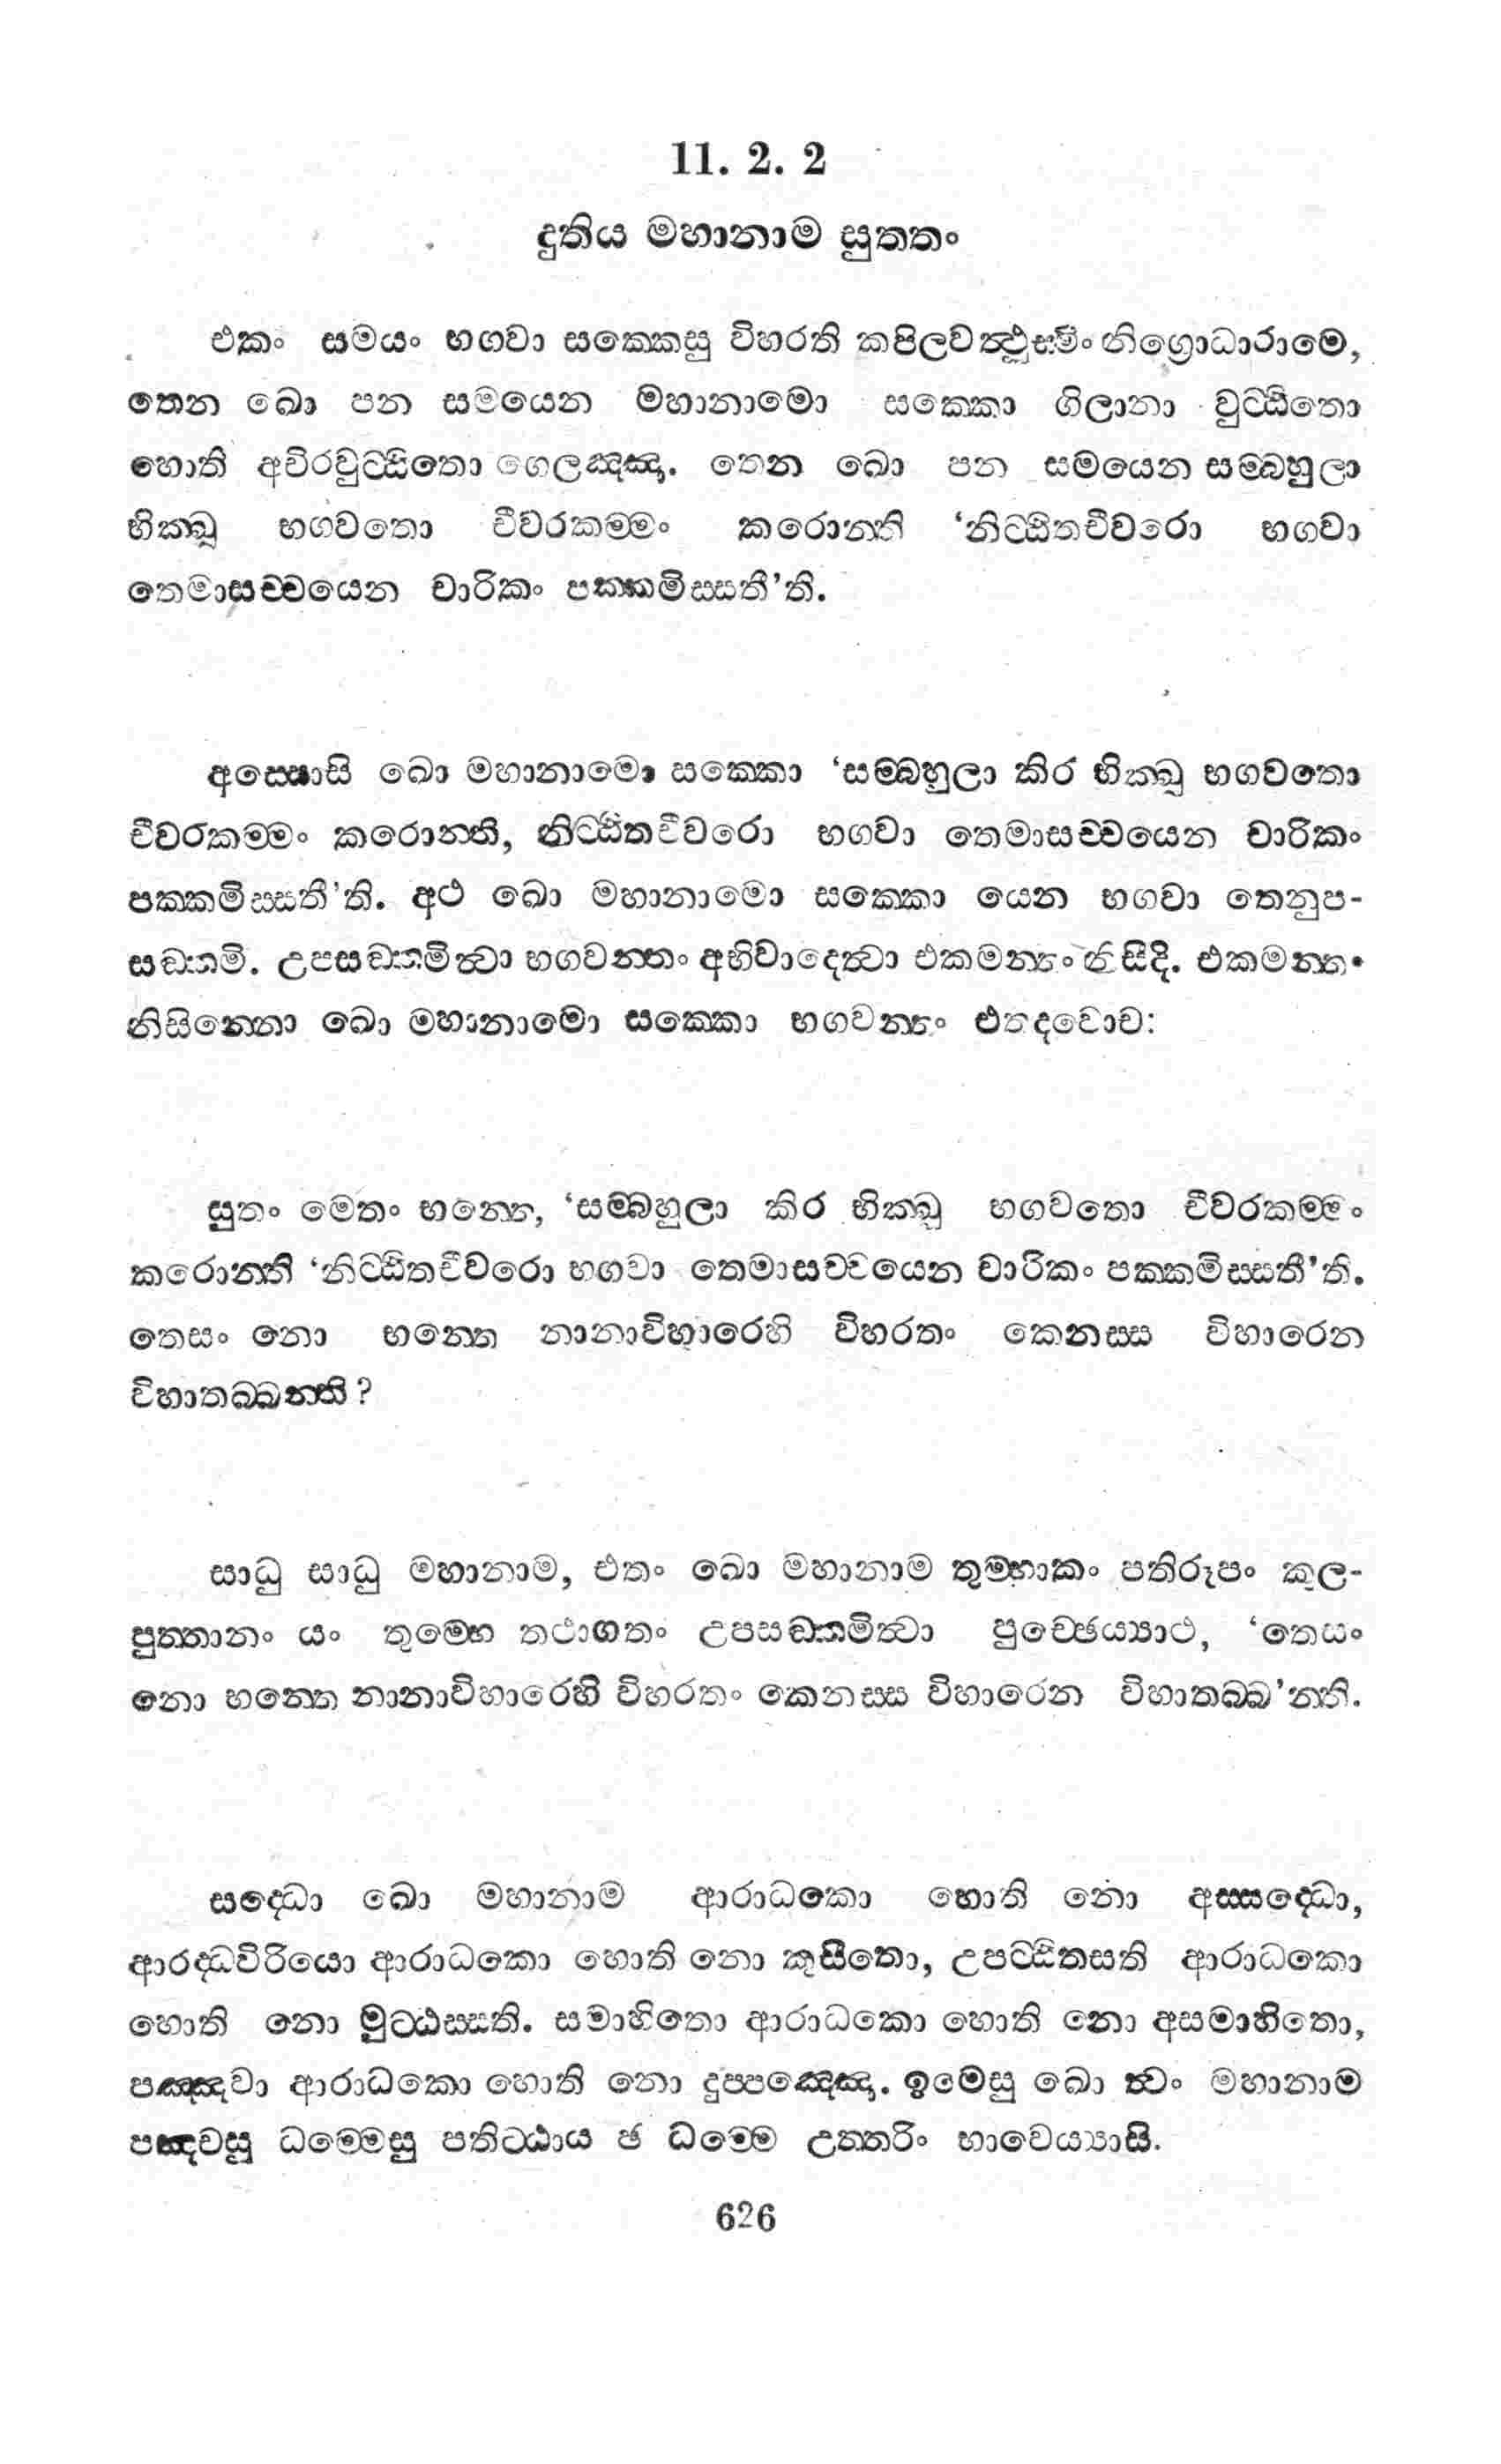 11. 2. 2
දුතිය මහානාම සුත්තං
එකං සමයං භගවා සක්කෙසු විහරති කපිලවත්ථුස්මිං නිග්‍රොධාරාමෙ,
තෙන ඛො පන සමයෙන මහානාමො සක්කො ගිලානා වුට්ඨිතො
හොති අචිරවුට්ඨිතො ගෙලඤ්ඤා. තෙන ඛො පන සමයෙන සම්බහුලා
භික්ඛූ භගවතො චීවරකම්මං කරොන්ති ‘නිට්ඨිතචීවරො භගවා
තෙමාසච්චයෙන චාරිකං පක්කමිස්සතී’ති.
අස්සොසි ඛො මහානාමො සක්කො ‘සම්බහුලා කිර භික්ඛූ භගවතො
චීවරකම්මං කරොන්ති, නිට්ඨිතචීවරො භගවා තෙමාසච්චයෙන චාරිකං
පක්කමිස්සතී’ති. අථ ඛො මහානාමො සක්කො යෙන භගවා තෙනුප-
සඞ්කමි. උපසඞ්කමිත්වා භගවන්තං අභිවාදෙත්වා එකමන්තං නිසීදි. එකමන්තං
නිසින්නො ඛො මහානාමො සක්කො භගවන්තං එතදවොච:
සුතං මෙතං භන්තෙ, ‘සම්බහුලා කිර භික්ඛූ භගවතො චීවරකම්මං
කරොන්ති ‘නිට්ඨිතචීවරො භගවා තෙමාසච්චයෙන චාරිකං පක්කමිස්සතී’ති.
තෙසං නො භන්තෙ නානාවිහාරෙහි විහරතං කෙනස්ස විහාරෙන
විහාතබ්බන්ති?
සාධු සාධු මහානාම, එතං ඛො මහානාම තුම්හාකං පතිරූපං කුල-
පුත්තානං යං තුම්හෙ තථාගතං උපසඞ්කමිත්වා පුච්ඡෙය්‍යාථ, ‘තෙයං
නො භන්තෙ නානාවිහාරෙහි විහරතං කෙනස්ස විහාරෙන විහාතබ්බ’න්ති.
සද්ධො ඛො මහානාම ආරාධකො හොති නො අස්සද්ධො,
ආරද්ධවිරියො ආරාධකො හොති නො කුසීතො, උපට්ඨිතසති ආරාධකො
හොති නො මුට්ඨස්සති. සමාහිතො ආරාධකො හොති නො අසමාහිතො,
පඤ්ඤවා ආරාධකො හොති නො දුප්පඤ්ඤො. ඉමෙසු ඛො ත්වං මහානාම
පඤ්චසූ ධම්මෙසු පතිට්ඨාය ඡ ධම්මෙ උත්තරිං භාවෙය්‍යාසි.
626